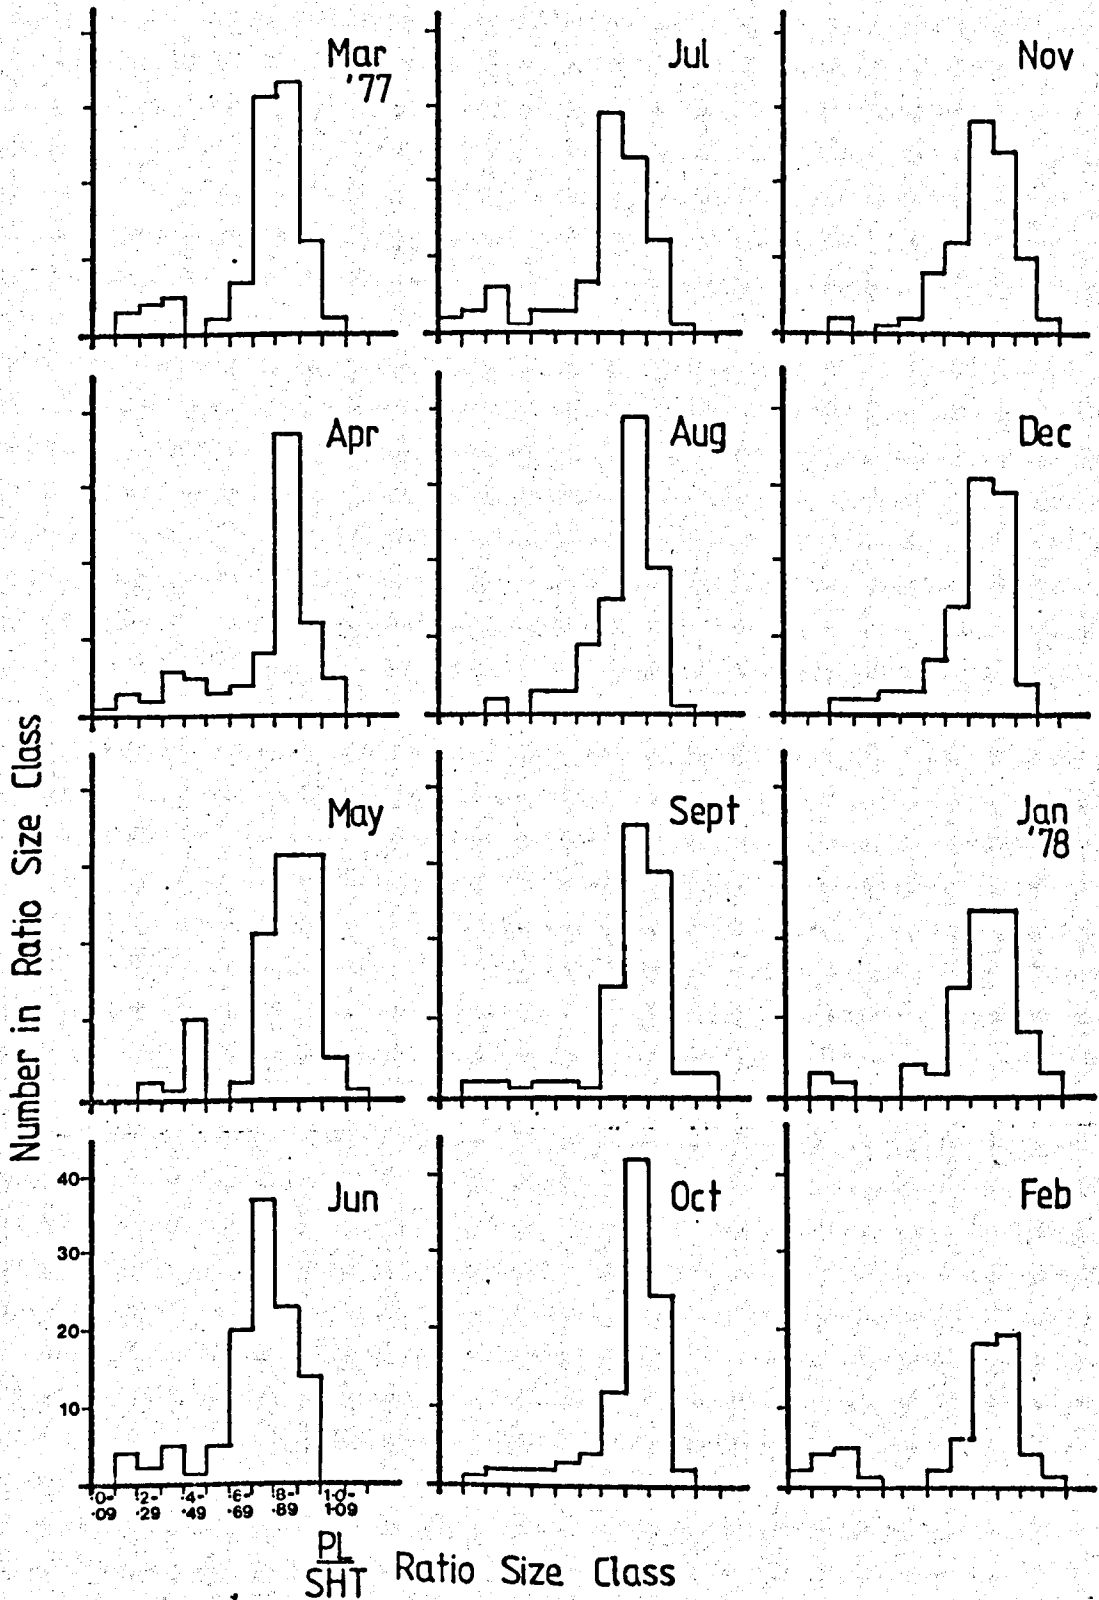 Mar
'77
Jul
Nov
Apr
Aug
Dec
May
Sept
Jan
'78
Jun
Oct
Feb
Number in Ratio Size Class
40
30
20
10
·0-
·09
·2-
·29
·4-
·49
·6-
·69
·8-
·89
1·0-
1·09
PL
SHT
Ratio Size Class